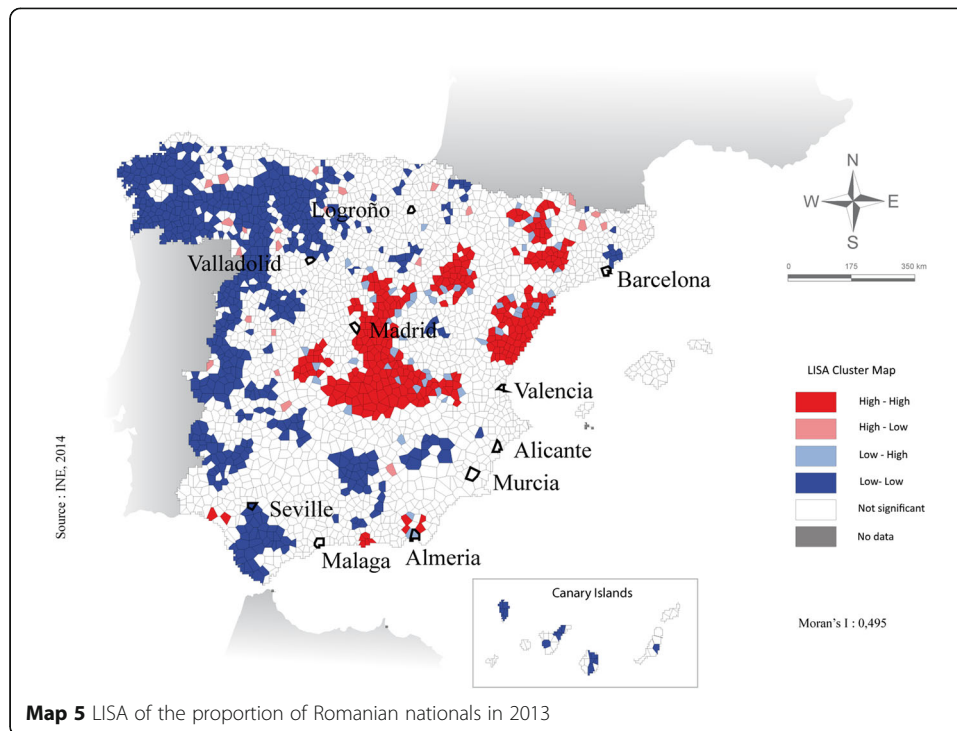 N
W E
S
0 175 350 km
Logroño
Valladolid
Barcelona
Madrid
LISA Cluster Map
Valencia
High - High
High - Low
Low - High
Low- Low
Not significant
No data
Alicante
Murcia
Source : INE, 2014
Seville
Malaga
Almeria
Canary Islands
Moran's I : 0,495
Map 5 LISA of the proportion of Romanian nationals in 2013